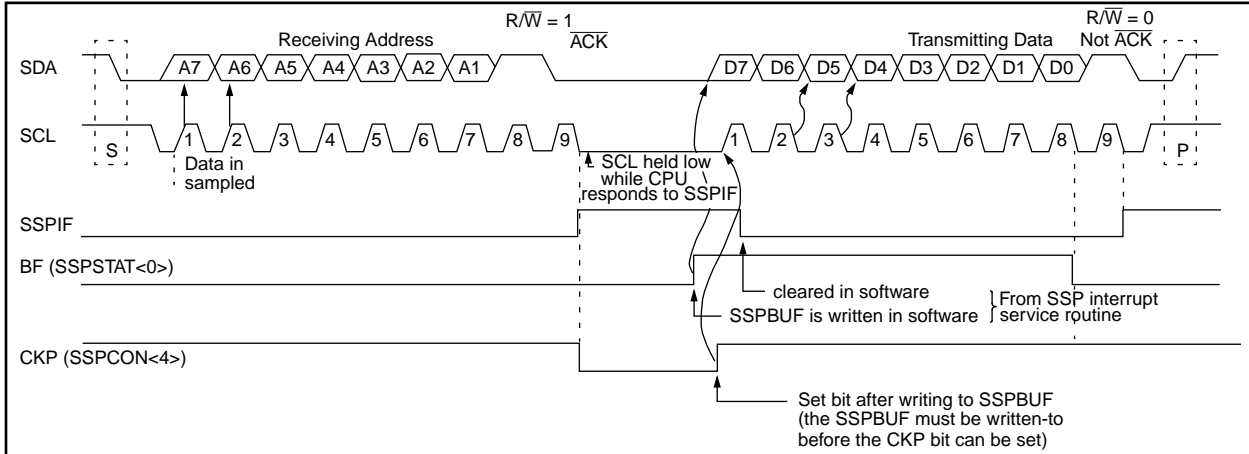 R/W = 1
ACK
R/W = 0
Receiving Address
Transmitting Data
Not ACK
SDA
A7 A6 A5 A4 A3 A2 A1
D7 D6 D5 D4 D3 D2 D1 D0
SCL
S
1 2 3 4 5 6 7 8 9
1 2 3 4 5 6 7 8 9
P
Data in
sampled
SCL held low
while CPU
responds to SSPIF
SSPIF
BF (SSPSTAT<0>)
cleared in software
SSPBUF is written in software
From SSP interrupt
service routine
CKP (SSPCON<4>)
Set bit after writing to SSPBUF
(the SSPBUF must be written-to
before the CKP bit can be set)